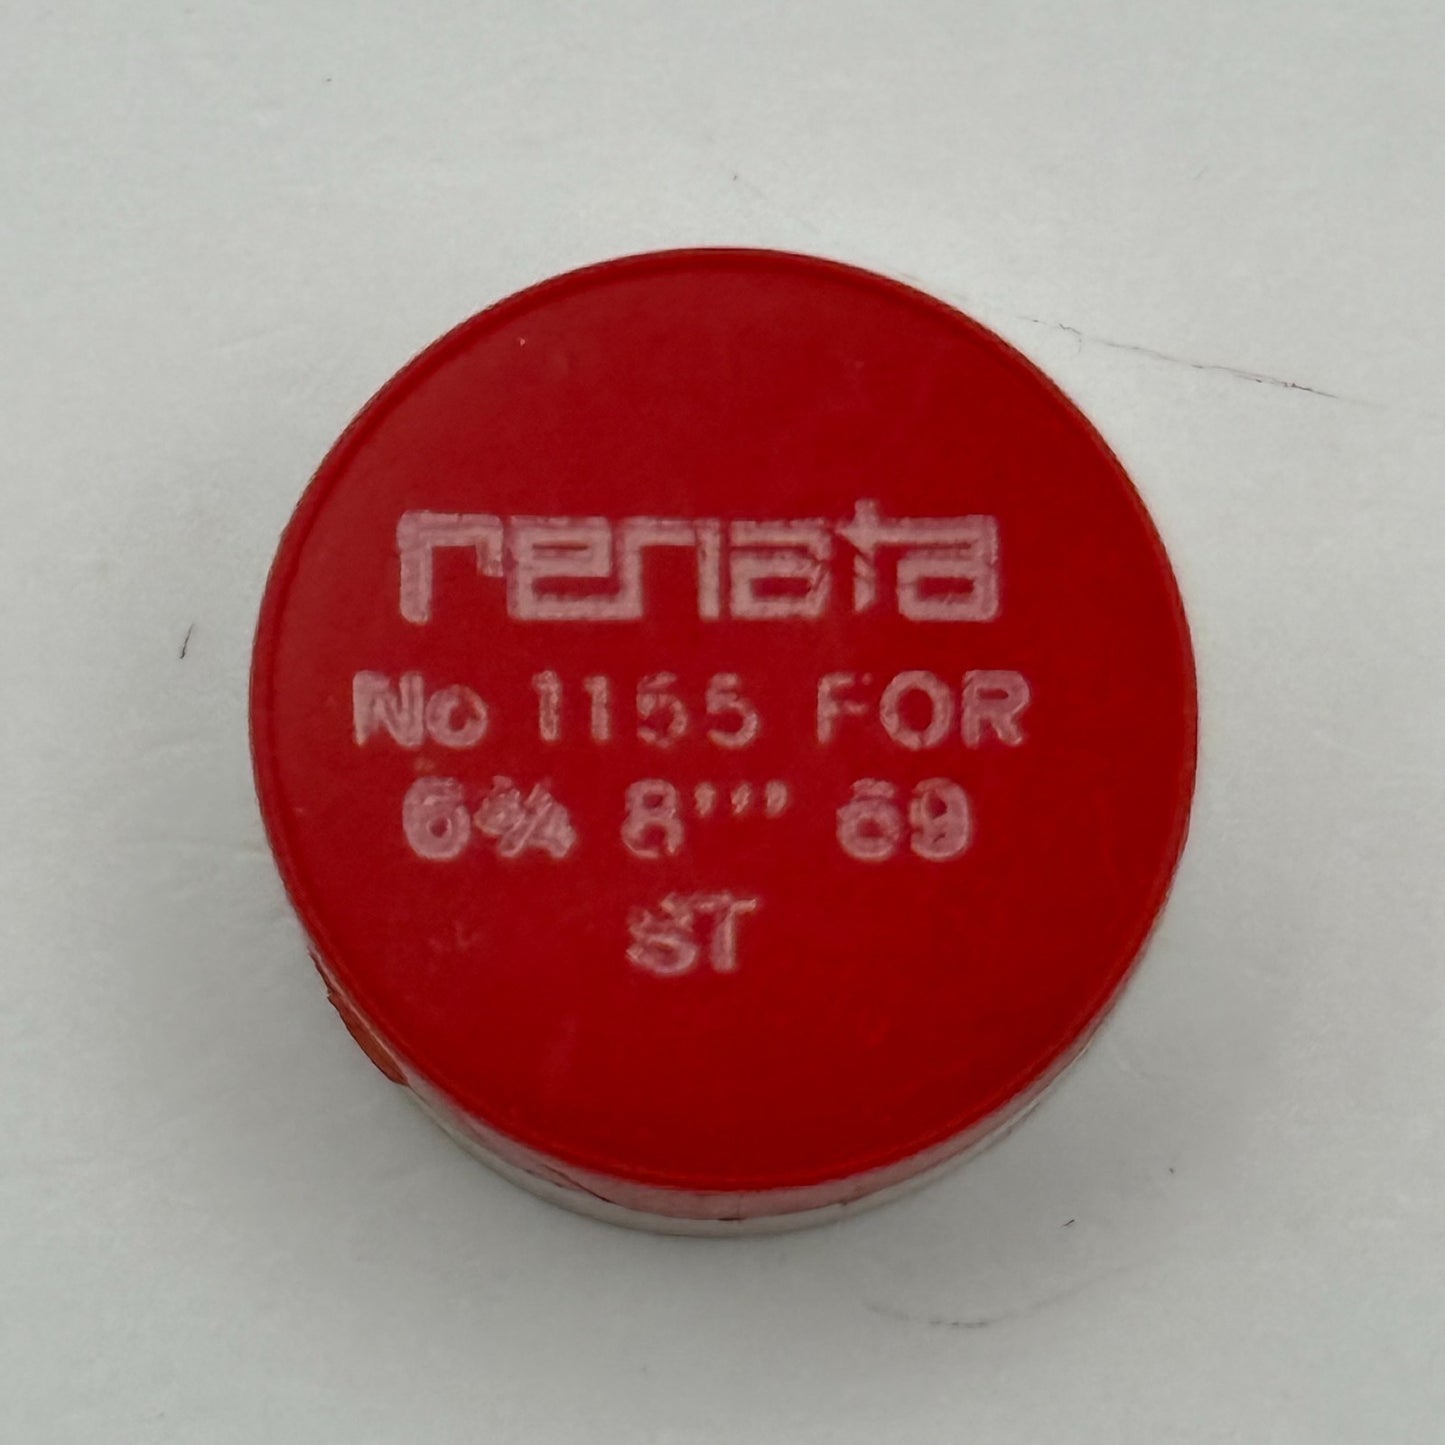 renata
No 1155 FOR
6¾ 8''' 69
ST